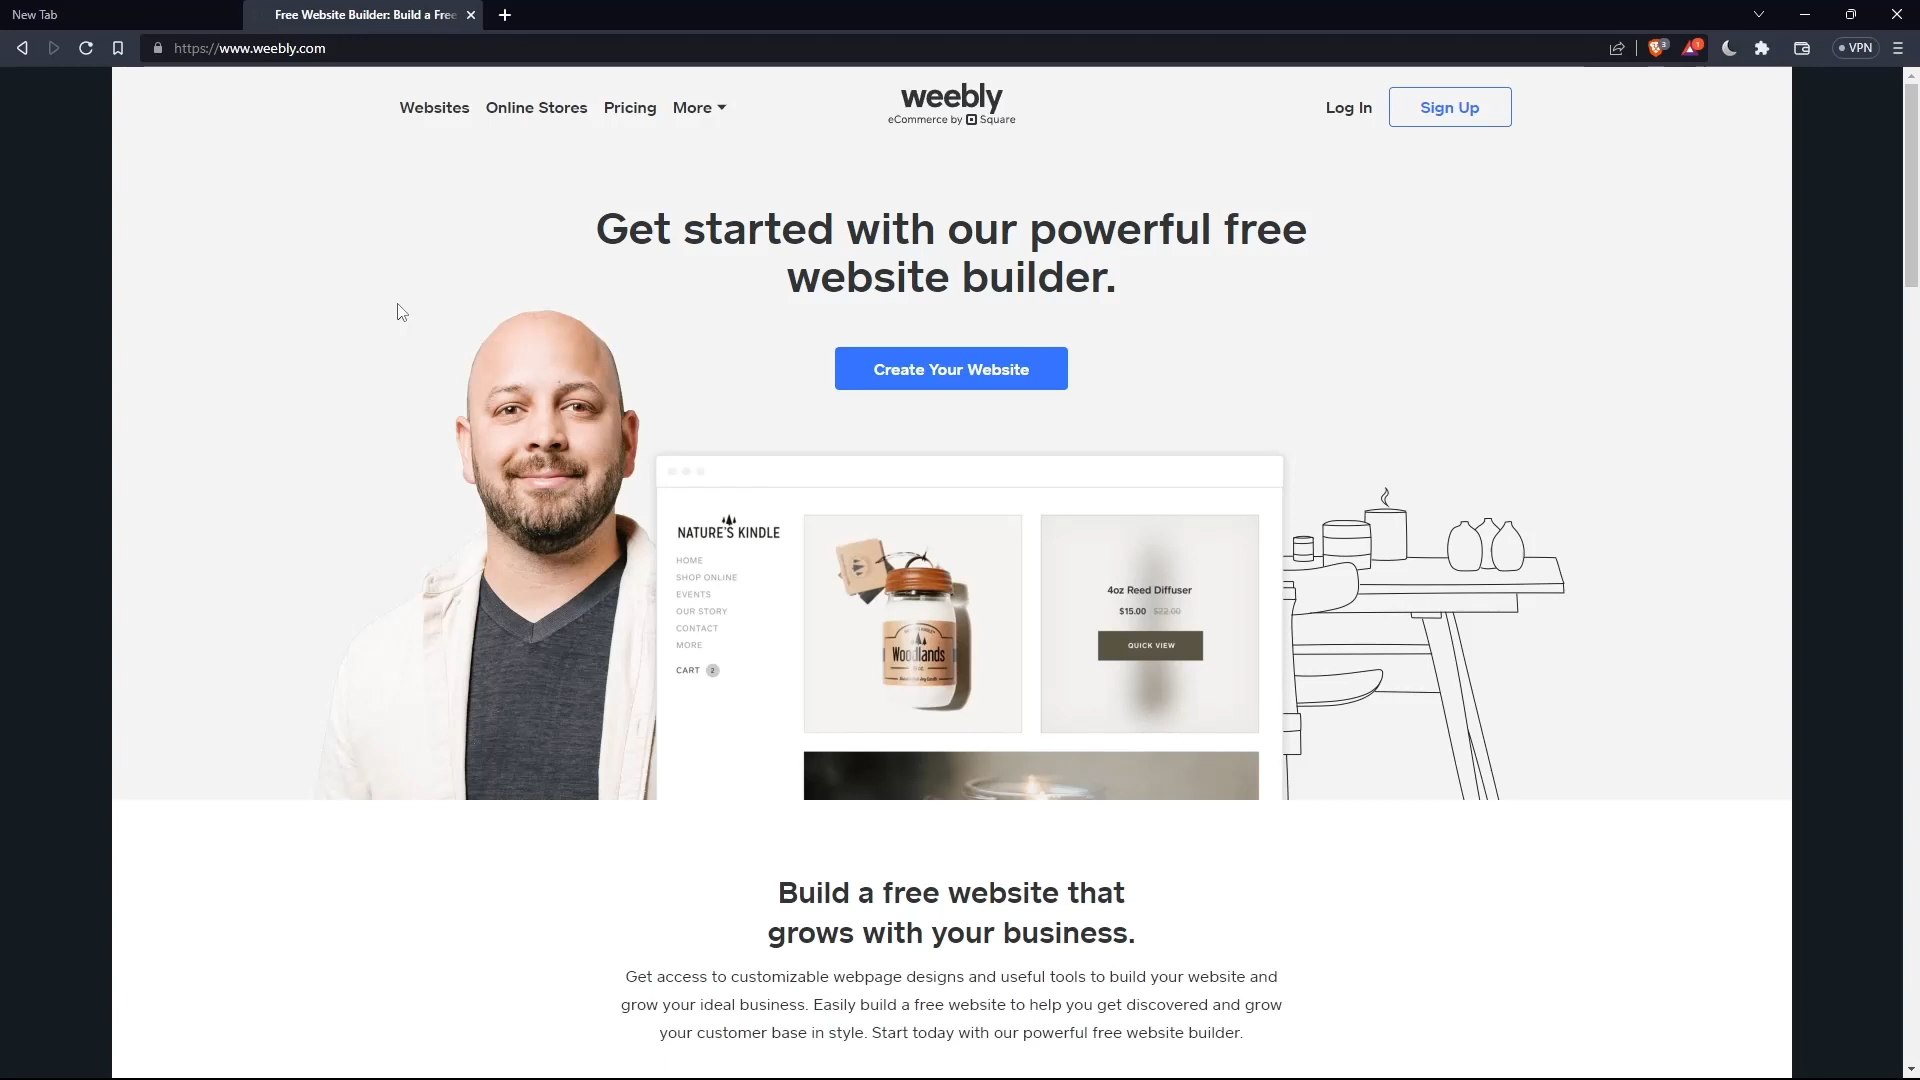 New Tab
Free Website Builder: Build a Free
https://www.weebly.com
3
1
VPN
Websites
Online Stores
Pricing
More
weebly
eCommerce by Square
Log In
Sign Up
Get started with our powerful free
website builder.
Create Your Website
NATURE'S KINDLE
HOME
SHOP ONLINE
EVENTS
OUR STORY
CONTACT
MORE
CART 2
Woodlands
4oz Reed Diffuser
$15.00 $22.00
QUICK VIEW
Build a free website that
grows with your business.
Get access to customizable webpage designs and useful tools to build your website and
grow your ideal business. Easily build a free website to help you get discovered and grow
your customer base in style. Start today with our powerful free website builder.